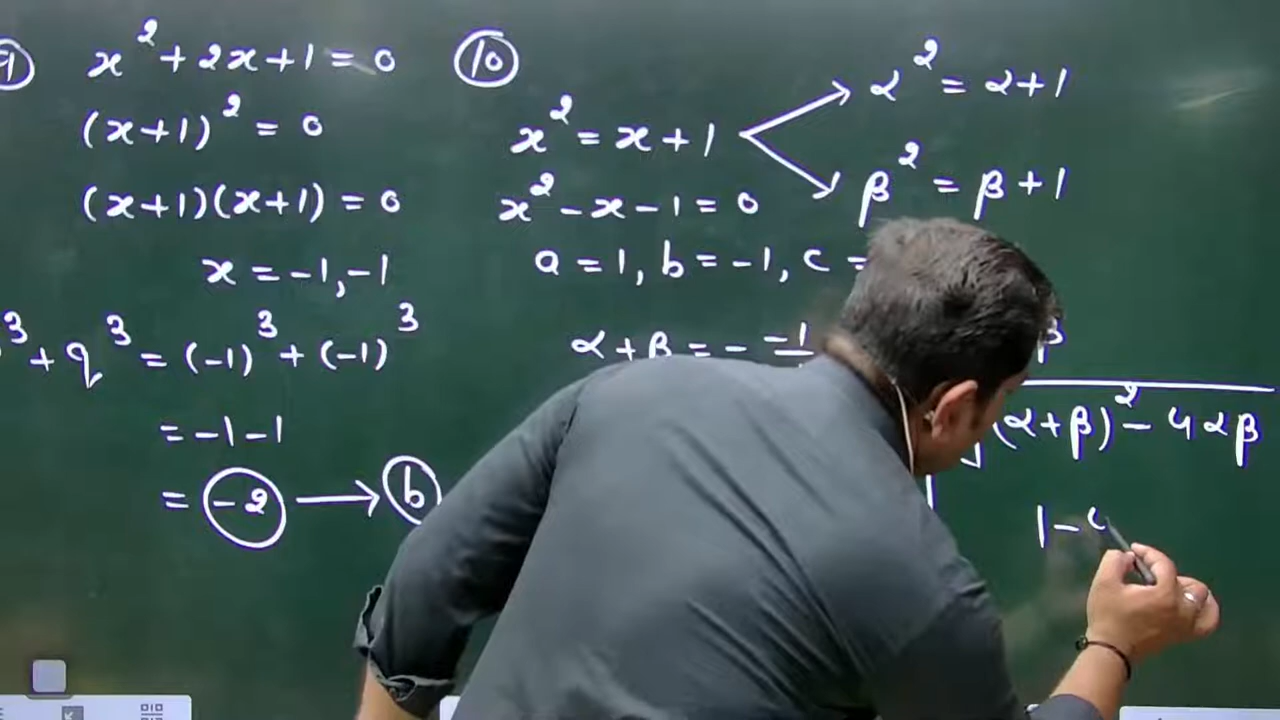 9
x² + 2x + 1 = 0
(x+1)² = 0
(x+1)(x+1) = 0
x = -1, -1
³ + q³ = (-1)³ + (-1)³
= -1 - 1
= -2 → b
10
x² = x + 1
α² = α + 1
β² = β + 1
x² - x - 1 = 0
a = 1, b = -1, c =
α + β = - -1
β
(α+β)² - 4αβ
1 -